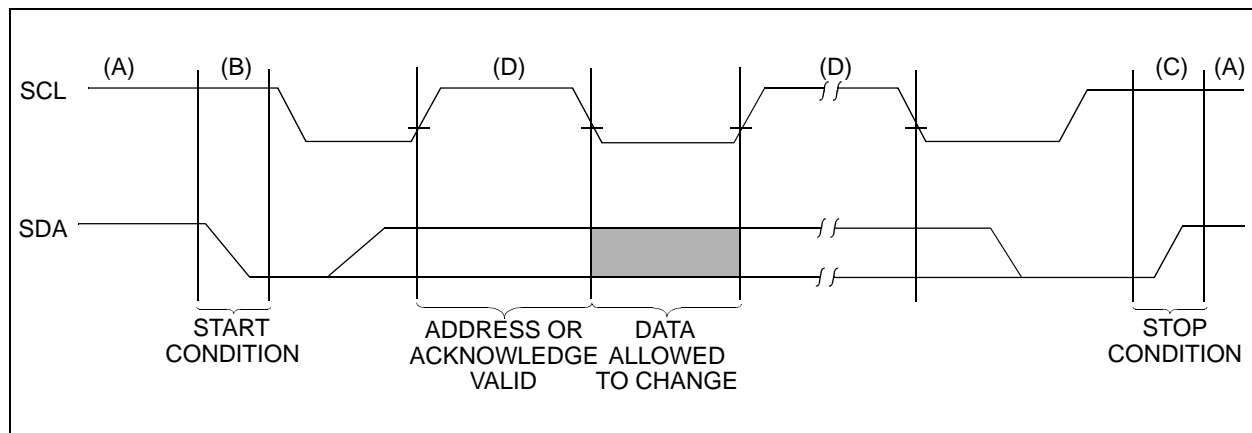 (A) (B) (D) (D) (C) (A)
SCL
SDA
START
CONDITION
ADDRESS OR
ACKNOWLEDGE
VALID
DATA
ALLOWED
TO CHANGE
STOP
CONDITION